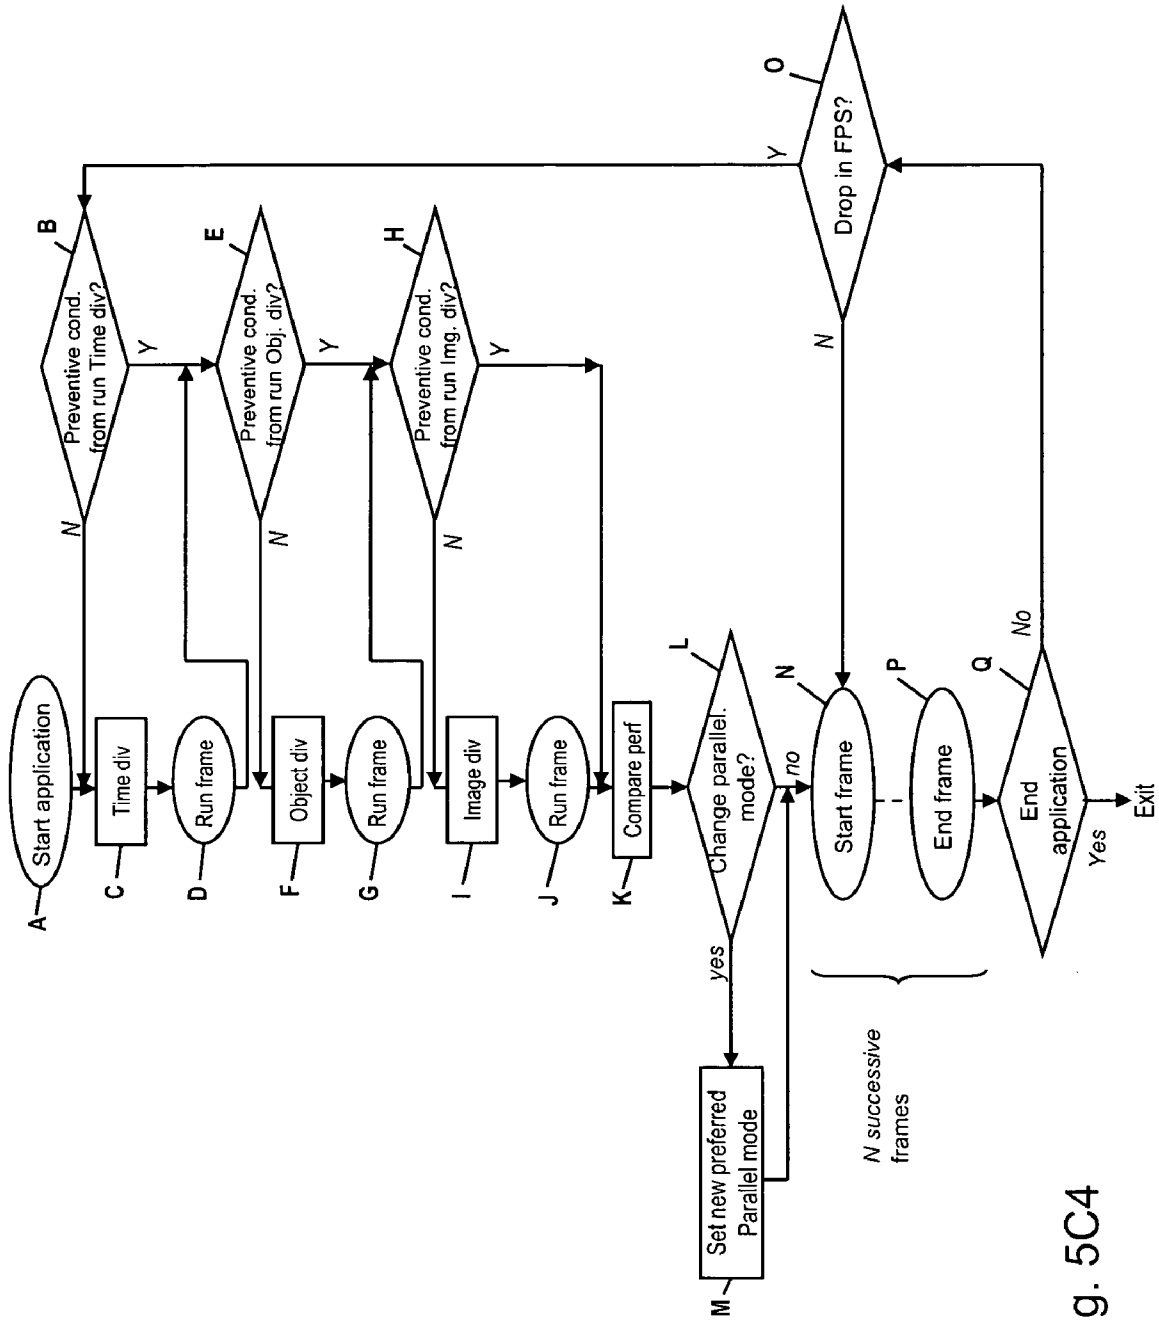 A
Start application
B
Preventive cond.
from run Time div?
N
Y
C
Time div
D
Run frame
E
Preventive cond.
from run Obj. div?
N
Y
F
Object div
G
Run frame
H
Preventive cond.
from run Img. div?
N
Y
I
Image div
J
Run frame
K
Compare perf
L
Change parallel.
mode?
yes
no
M
Set new preferred
Parallel mode
N
Start frame
O
Drop in FPS?
Y
N
P
End frame
N successive
frames
Q
End
application
No
Yes
Exit
g. 5C4